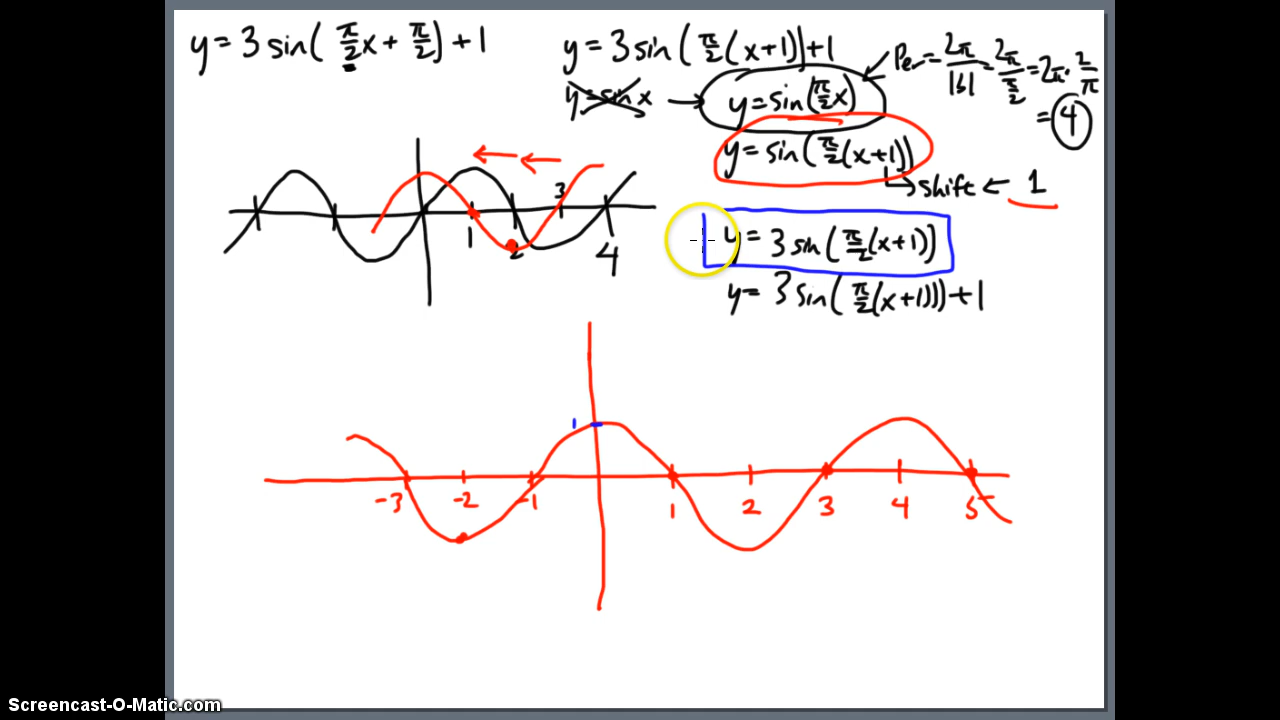 y = 3 sin( π/2 x + π/2 ) + 1
y = 3 sin( π/2 (x+1) ) + 1
y = sin x → y = sin( π/2 x )
Per = 2π/|b| = 2π/(π/2) = 2π · 2/π
= 4
y = sin( π/2 (x+1) )
↳ shift ← 1
y = 3 sin( π/2 (x+1) ]
y = 3 sin( π/2 (x+1))) + 1
1 2 3 4
1
-3 -2 -1 1 2 3 4 5
Screencast-O-Matic.com